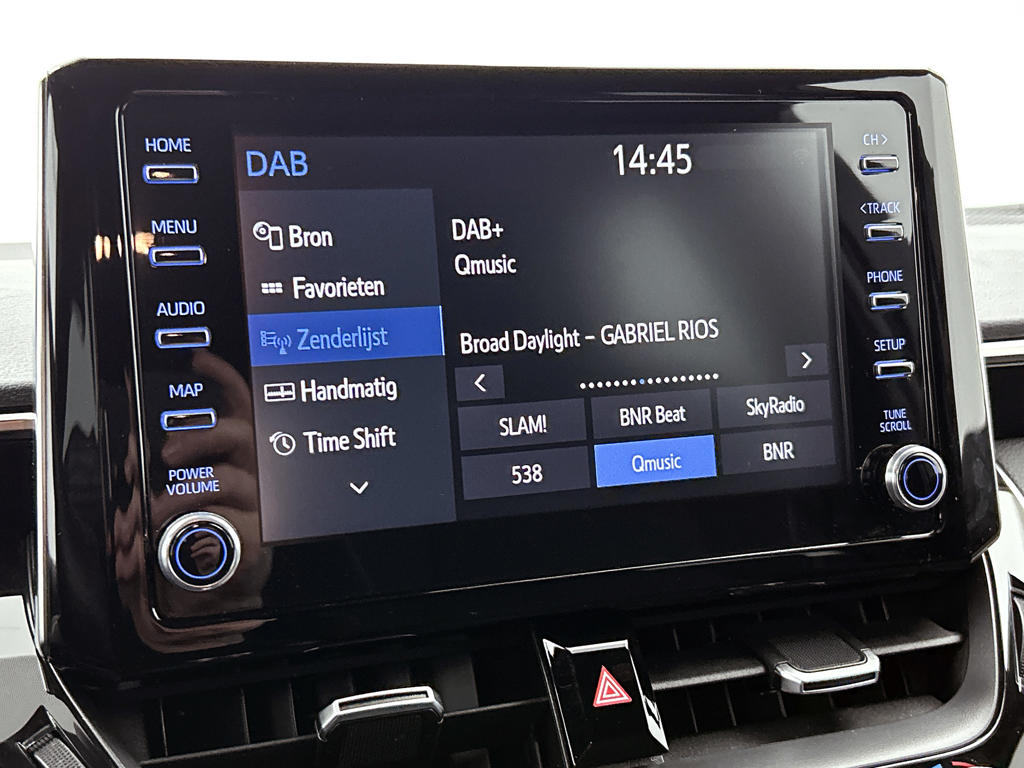 HOME
MENU
AUDIO
MAP
POWER
VOLUME
DAB
14:45
Bron
Favorieten
Zenderlijst
Handmatig
Time Shift
DAB+
Qmusic
Broad Daylight – GABRIEL RIOS
SLAM!
BNR Beat
SkyRadio
538
Qmusic
BNR
CH>
<TRACK
PHONE
SETUP
TUNE
SCROLL